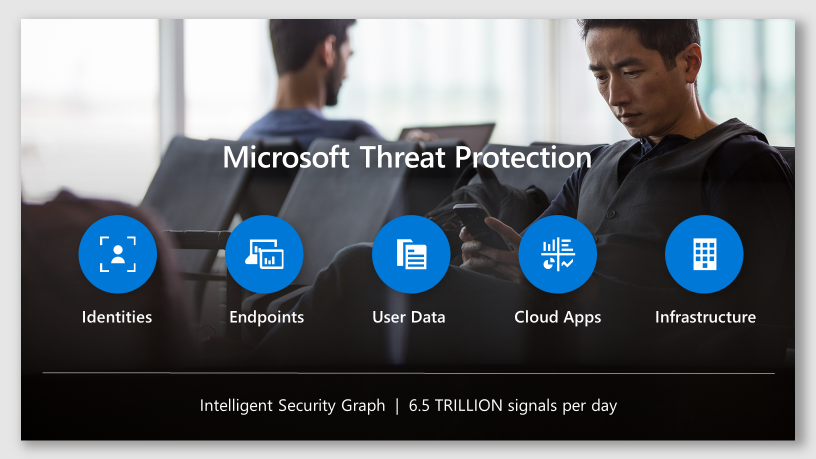 Microsoft Threat Protection
Identities
Endpoints
User Data
Cloud Apps
Infrastructure
Intelligent Security Graph | 6.5 TRILLION signals per day